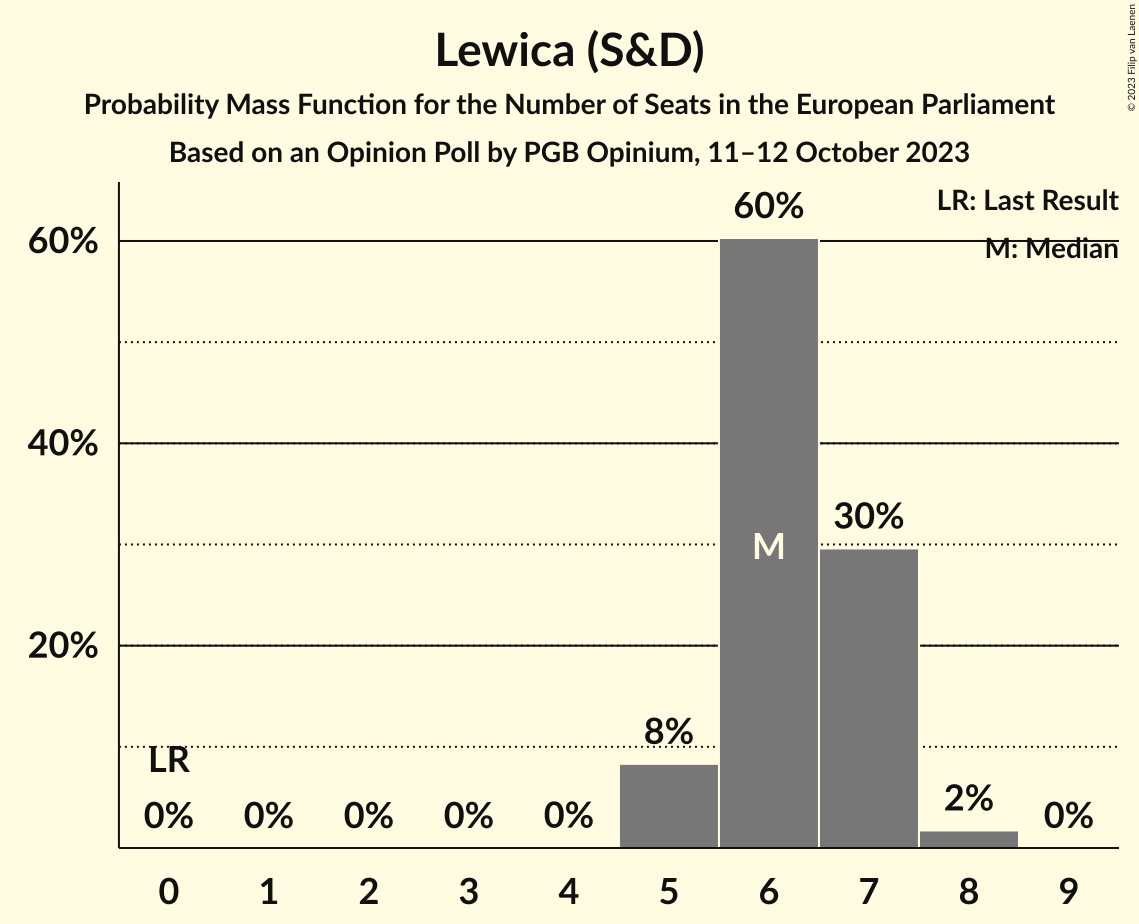 Lewica (S&D)
Probability Mass Function for the Number of Seats in the European Parliament
Based on an Opinion Poll by PGB Opinium, 11–12 October 2023
© 2023 Filip van Laenen
LR: Last Result
M: Median
60%
40%
20%
60%
30%
M
8%
2%
LR
0% 0% 0% 0% 0% 0%
0 1 2 3 4 5 6 7 8 9